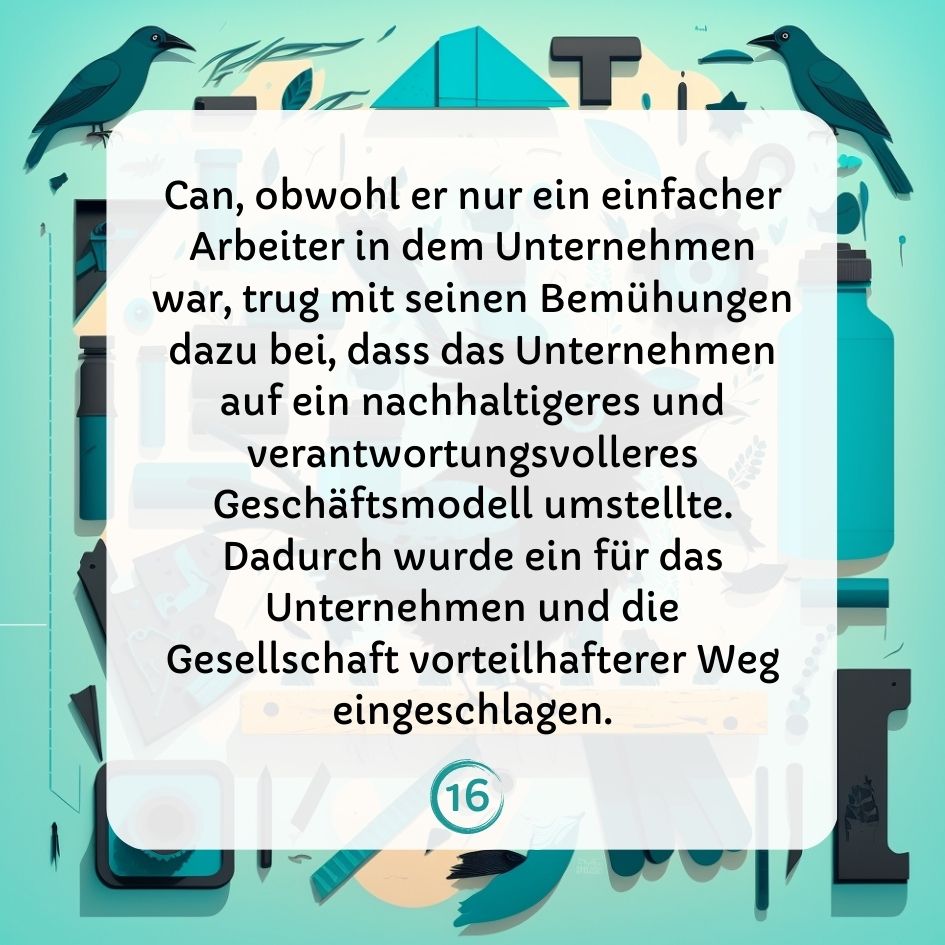 Can, obwohl er nur ein einfacher
Arbeiter in dem Unternehmen
war, trug mit seinen Bemühungen
dazu bei, dass das Unternehmen
auf ein nachhaltigeres und
verantwortungsvolleres
Geschäftsmodell umstellte.
Dadurch wurde ein für das
Unternehmen und die
Gesellschaft vorteilhafterer Weg
eingeschlagen.
16